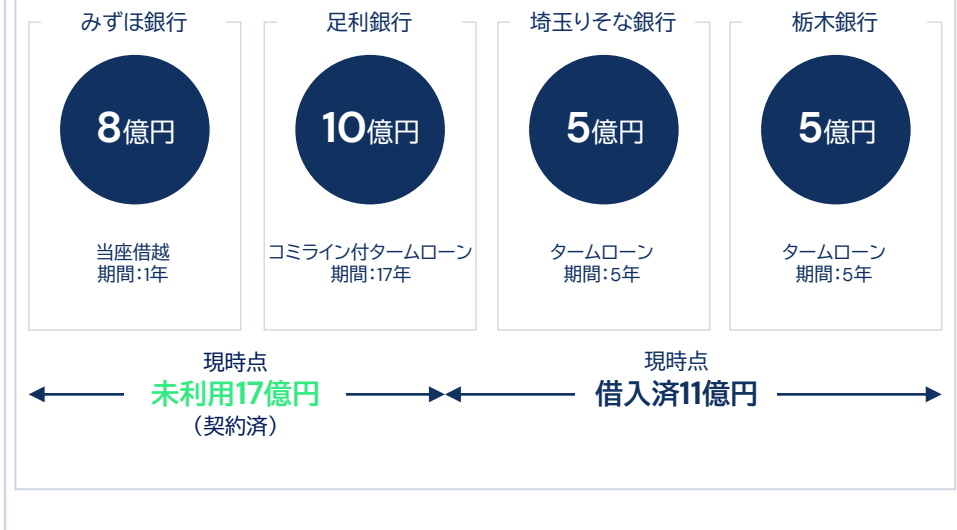 みずほ銀行
8億円
当座借越
期間:1年
足利銀行
10億円
コミライン付タームローン
期間:17年
埼玉りそな銀行
5億円
タームローン
期間:5年
栃木銀行
5億円
タームローン
期間:5年
現時点
未利用17億円
(契約済)
現時点
借入済11億円